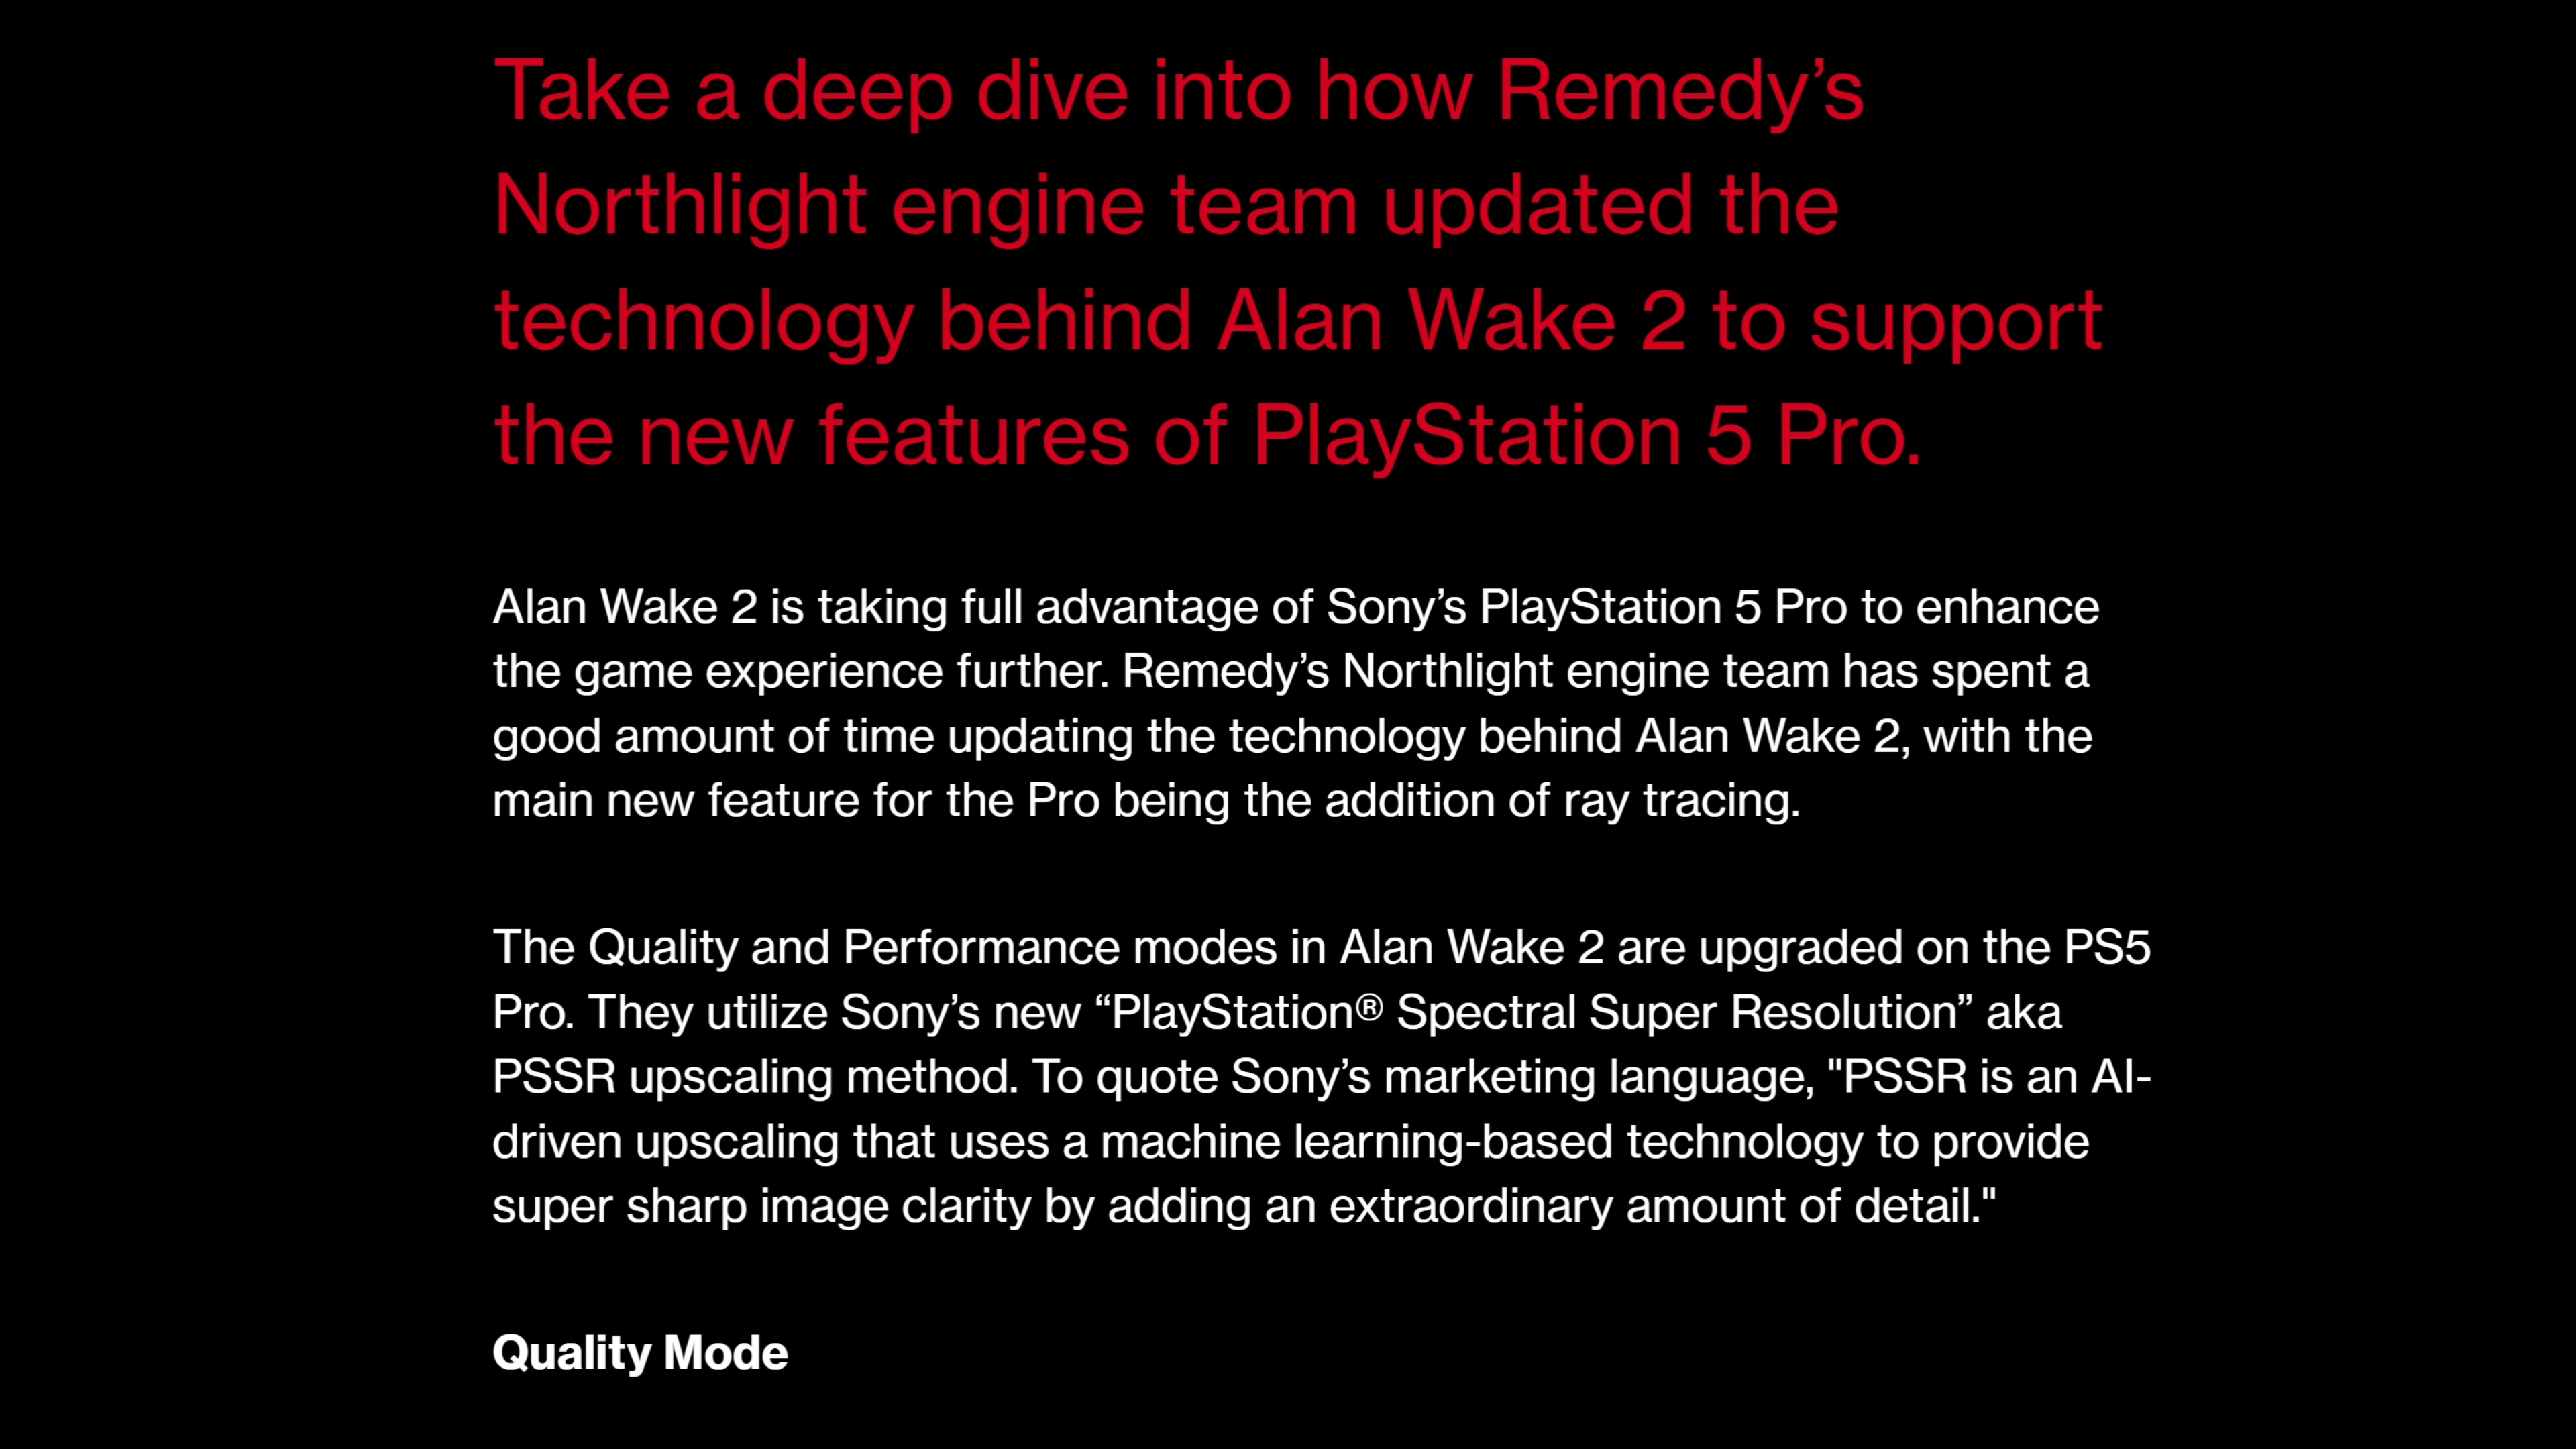 Take a deep dive into how Remedy’s
Northlight engine team updated the
technology behind Alan Wake 2 to support
the new features of PlayStation 5 Pro.
Alan Wake 2 is taking full advantage of Sony’s PlayStation 5 Pro to enhance
the game experience further. Remedy’s Northlight engine team has spent a
good amount of time updating the technology behind Alan Wake 2, with the
main new feature for the Pro being the addition of ray tracing.
The Quality and Performance modes in Alan Wake 2 are upgraded on the PS5
Pro. They utilize Sony’s new “PlayStation® Spectral Super Resolution” aka
PSSR upscaling method. To quote Sony’s marketing language, "PSSR is an AI-
driven upscaling that uses a machine learning-based technology to provide
super sharp image clarity by adding an extraordinary amount of detail."
Quality Mode